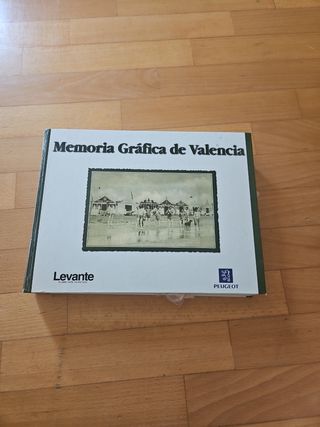 Memoria Gráfica de Valencia
Levante
PEUGEOT